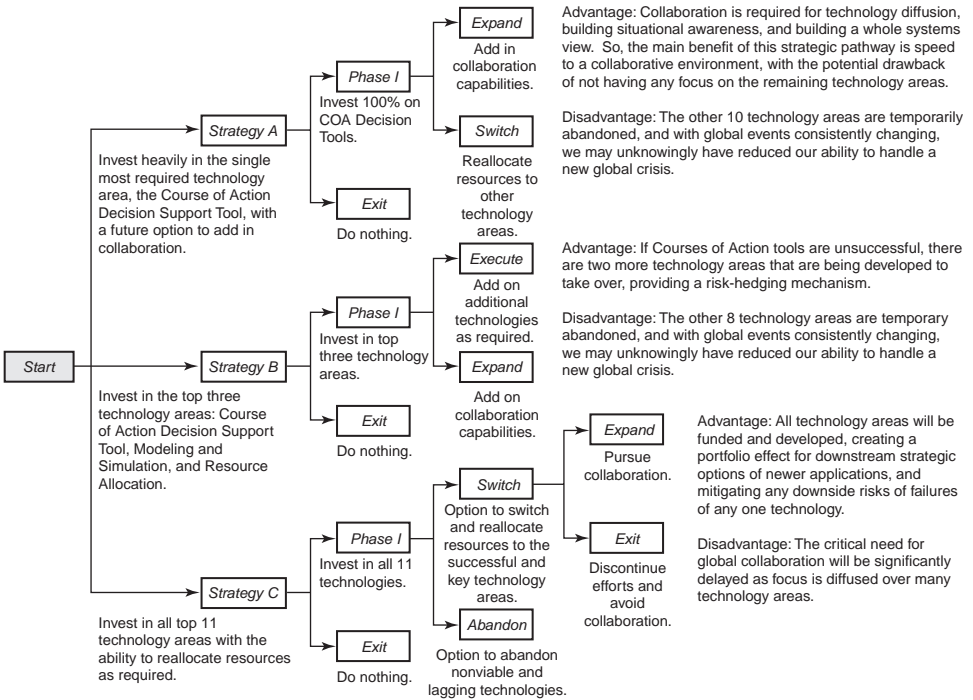 Expand
Add in
collaboration
capabilities.
Advantage: Collaboration is required for technology diffusion,
building situational awareness, and building a whole systems
view. So, the main benefit of this strategic pathway is speed
to a collaborative environment, with the potential drawback
of not having any focus on the remaining technology areas.
Disadvantage: The other 10 technology areas are temporarily
abandoned, and with global events consistently changing,
we may unknowingly have reduced our ability to handle a
new global crisis.
Phase I
Invest 100% on
COA Decision
Tools.
Strategy A
Invest heavily in the single
most required technology
area, the Course of Action
Decision Support Tool, with
a future option to add in
collaboration.
Switch
Reallocate
resources to
other
technology
areas.
Exit
Do nothing.
Execute
Add on
additional
technologies
as required.
Advantage: If Courses of Action tools are unsuccessful, there
are two more technology areas that are being developed to
take over, providing a risk-hedging mechanism.
Disadvantage: The other 8 technology areas are temporary
abandoned, and with global events consistently changing,
we may unknowingly have reduced our ability to handle a
new global crisis.
Phase I
Invest in top
three technology
areas.
Start
Strategy B
Invest in the top three
technology areas: Course
of Action Decision Support
Tool, Modeling and
Simulation, and Resource
Allocation.
Expand
Add on
collaboration
capabilities.
Exit
Do nothing.
Expand
Pursue
collaboration.
Advantage: All technology areas will be
funded and developed, creating a
portfolio effect for downstream strategic
options of newer applications, and
mitigating any downside risks of failures
of any one technology.
Disadvantage: The critical need for
global collaboration will be significantly
delayed as focus is diffused over many
technology areas.
Switch
Option to switch
and reallocate
resources to the
successful and
key technology
areas.
Exit
Discontinue
efforts and
avoid
collaboration.
Phase I
Invest in all 11
technologies.
Strategy C
Invest in all top 11
technology areas with the
ability to reallocate resources
as required.
Abandon
Option to abandon
nonviable and
lagging technologies.
Exit
Do nothing.